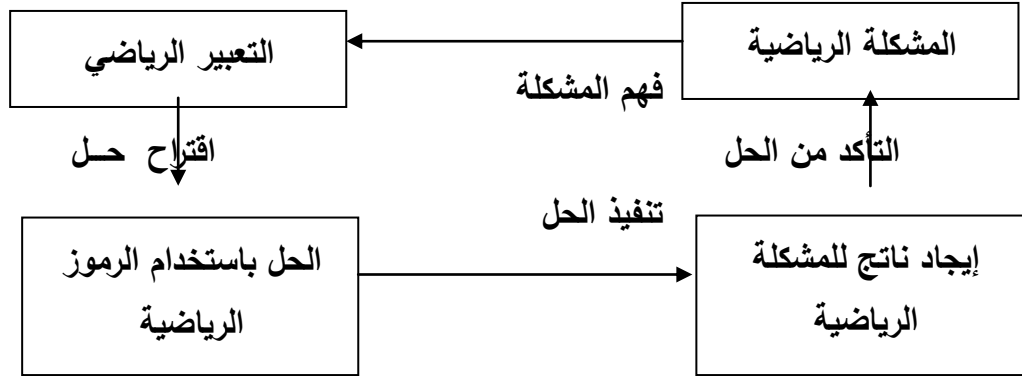 المشكلة الرياضية
التعبير الرياضي
فهم المشكلة
التأكد من الحل
اقتراح حــل
تنفيذ الحل
إيجاد ناتج للمشكلة
الرياضية
الحل باستخدام الرموز
الرياضية